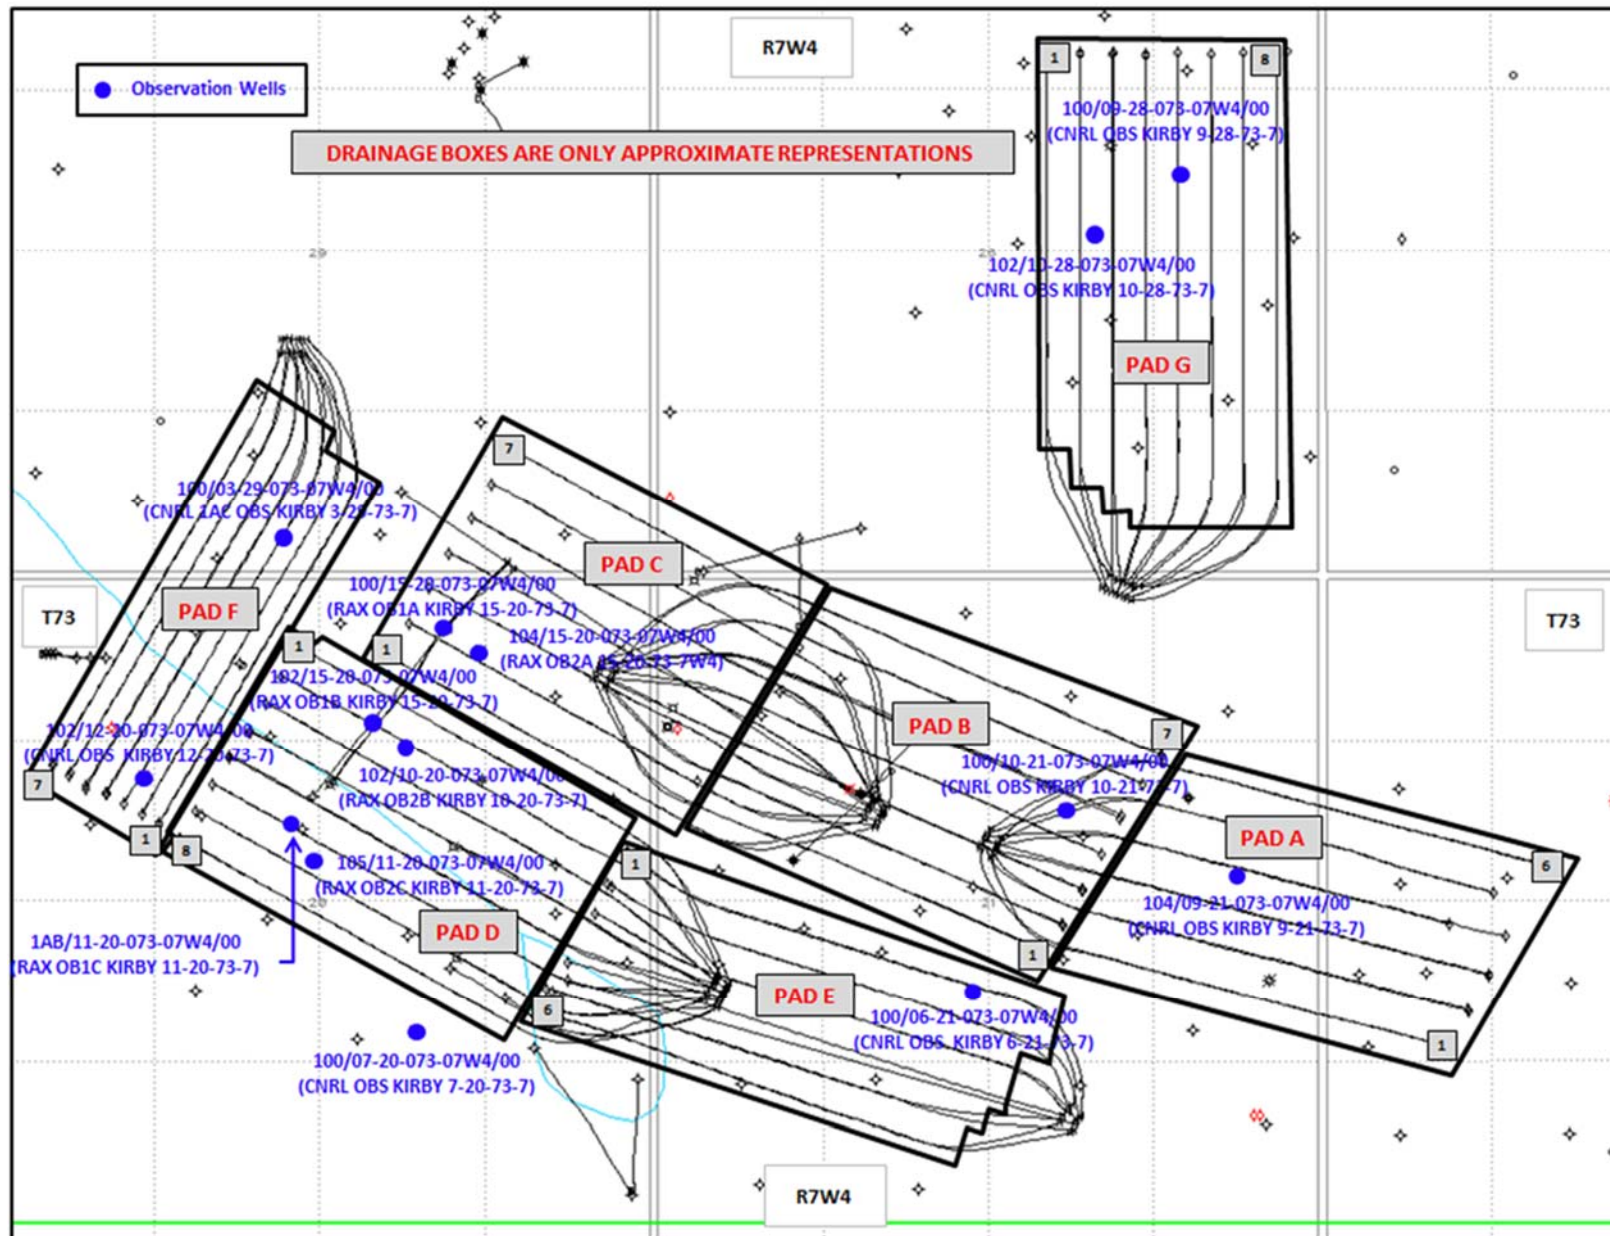 R7W4
Observation Wells
DRAINAGE BOXES ARE ONLY APPROXIMATE REPRESENTATIONS
1
8
100/09-28-073-07W4/00
(CNRL OBS KIRBY 9-28-73-7)
29
102/10-28-073-07W4/00
(CNRL OBS KIRBY 10-28-73-7)
PAD G
7
100/03-29-073-07W4/00
(CNRL 1AC OBS KIRBY 3-29-73-7)
PAD C
100/15-20-073-07W4/00
(RAX OB1A KIRBY 15-20-73-7)
T73
PAD F
T73
104/15-20-073-07W4/00
(RAX OB2A 15-20-73-7W4)
1
1
102/15-20-073-07W4/00
(RAX OB1B KIRBY 15-20-73-7)
PAD B
7
102/12-20-073-07W4/00
(CNRL OBS KIRBY 12-20-73-7)
100/10-21-073-07W4/00
(CNRL OBS KIRBY 10-21-73-7)
7
102/10-20-073-07W4/00
(RAX OB2B KIRBY 10-20-73-7)
PAD A
1
8
105/11-20-073-07W4/00
(RAX OB2C KIRBY 11-20-73-7)
1
6
20
21
104/09-21-073-07W4/00
(CNRL OBS KIRBY 9-21-73-7)
PAD D
1AB/11-20-073-07W4/00
(RAX OB1C KIRBY 11-20-73-7)
1
6
PAD E
100/06-21-073-07W4/00
(CNRL OBS KIRBY 6-21-73-7)
1
100/07-20-073-07W4/00
(CNRL OBS KIRBY 7-20-73-7)
R7W4